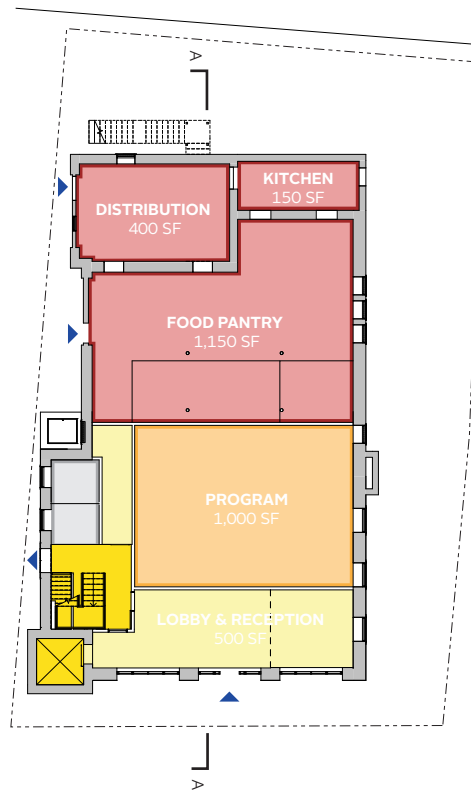 A
KITCHEN
150 SF
DISTRIBUTION
400 SF
FOOD PANTRY
1,150 SF
PROGRAM
1,000 SF
LOBBY & RECEPTION
500 SF
A